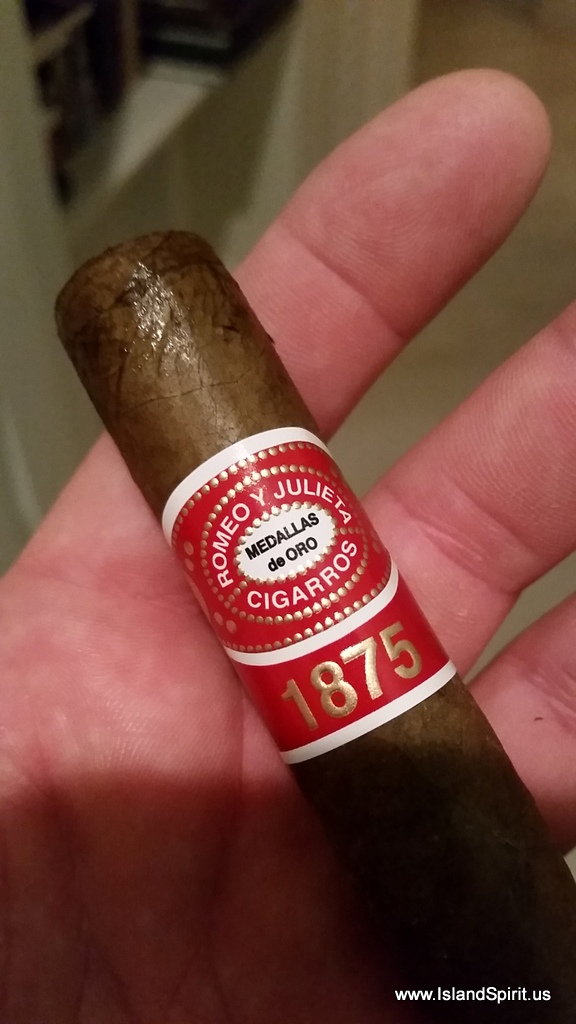 ROMEO Y JULIETA
MEDALLAS
de ORO
CIGARROS
1875
www.IslandSpirit.us